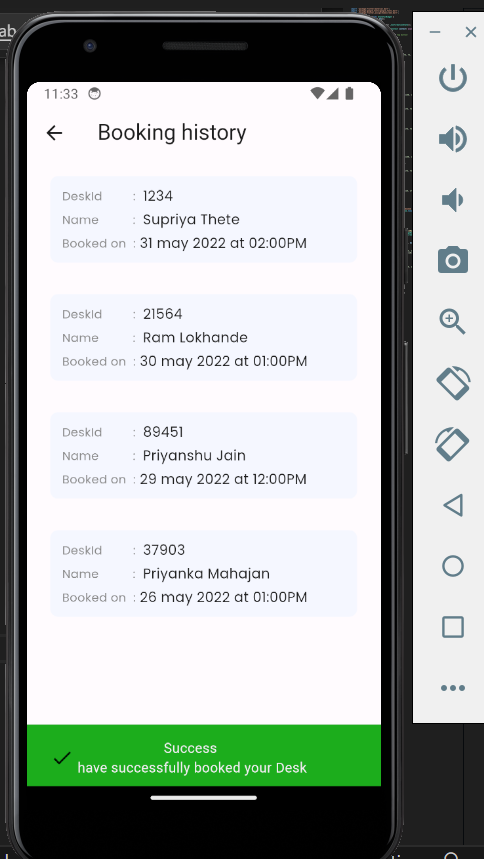 ab
11:33
Booking history
DeskId : 1234
Name : Supriya Thete
Booked on : 31 may 2022 at 02:00PM
DeskId : 21564
Name : Ram Lokhande
Booked on : 30 may 2022 at 01:00PM
DeskId : 89451
Name : Priyanshu Jain
Booked on : 29 may 2022 at 12:00PM
DeskId : 37903
Name : Priyanka Mahajan
Booked on : 26 may 2022 at 01:00PM
Success
have successfully booked your Desk